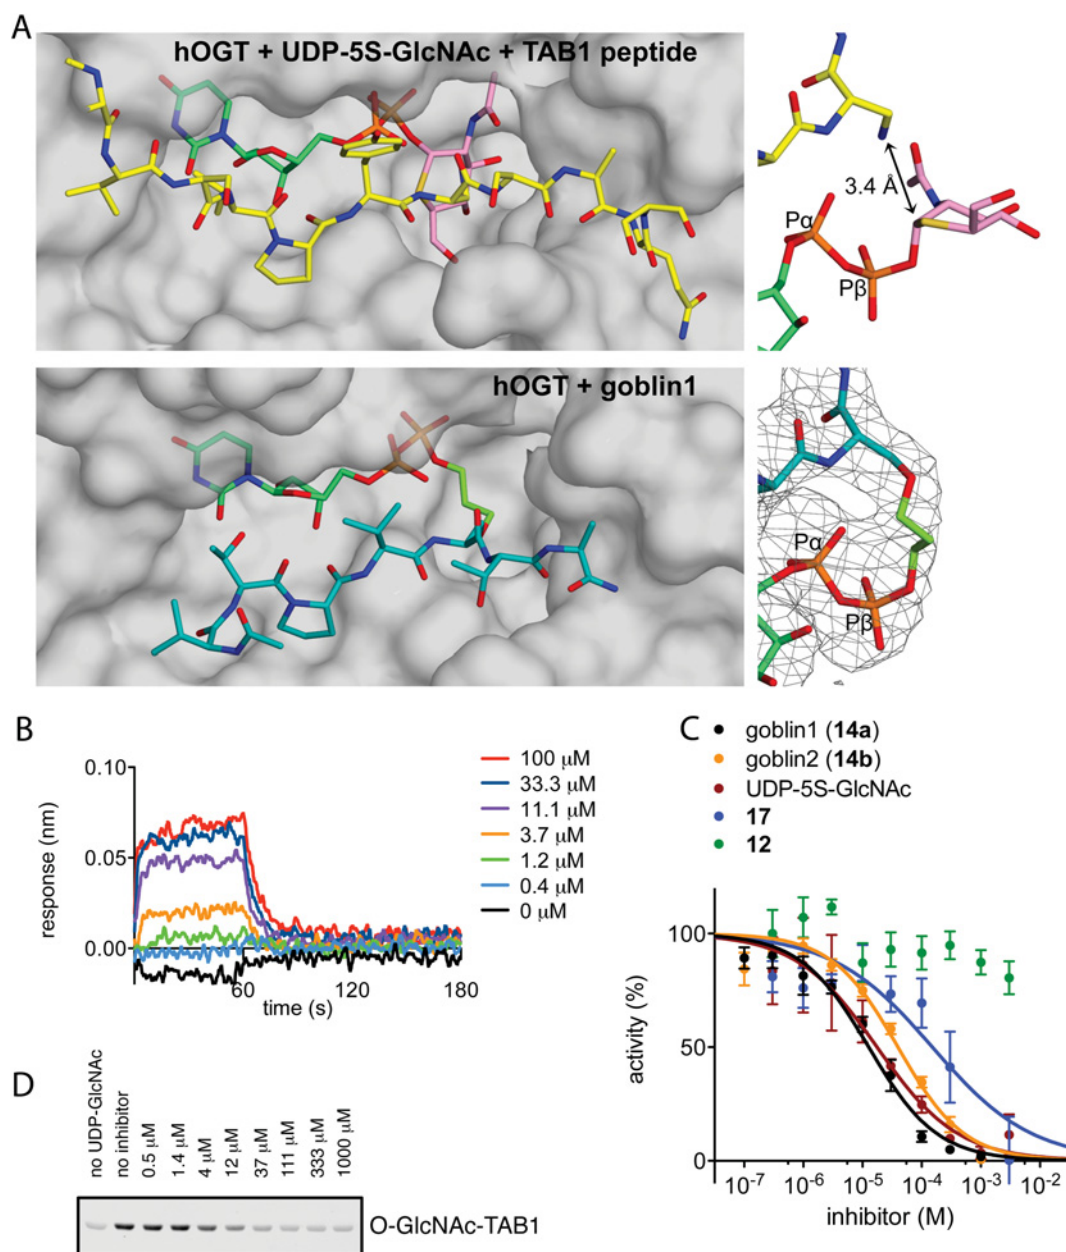 A
hOGT + UDP-5S-GlcNAc + TAB1 peptide
3.4 Å
Pα
Pβ
hOGT + goblin1
Pα
Pβ
B
0.10
0.05
0.00
response (nm)
60
120
180
time (s)
100 μM
33.3 μM
11.1 μM
3.7 μM
1.2 μM
0.4 μM
0 μM
C
goblin1 (14a)
goblin2 (14b)
UDP-5S-GlcNAc
17
12
100
50
0
activity (%)
10⁻⁷
10⁻⁶
10⁻⁵
10⁻⁴
10⁻³
10⁻²
inhibitor (M)
D
no UDP-GlcNAc
no inhibitor
0.5 μM
1.4 μM
4 μM
12 μM
37 μM
111 μM
333 μM
1000 μM
O-GlcNAc-TAB1